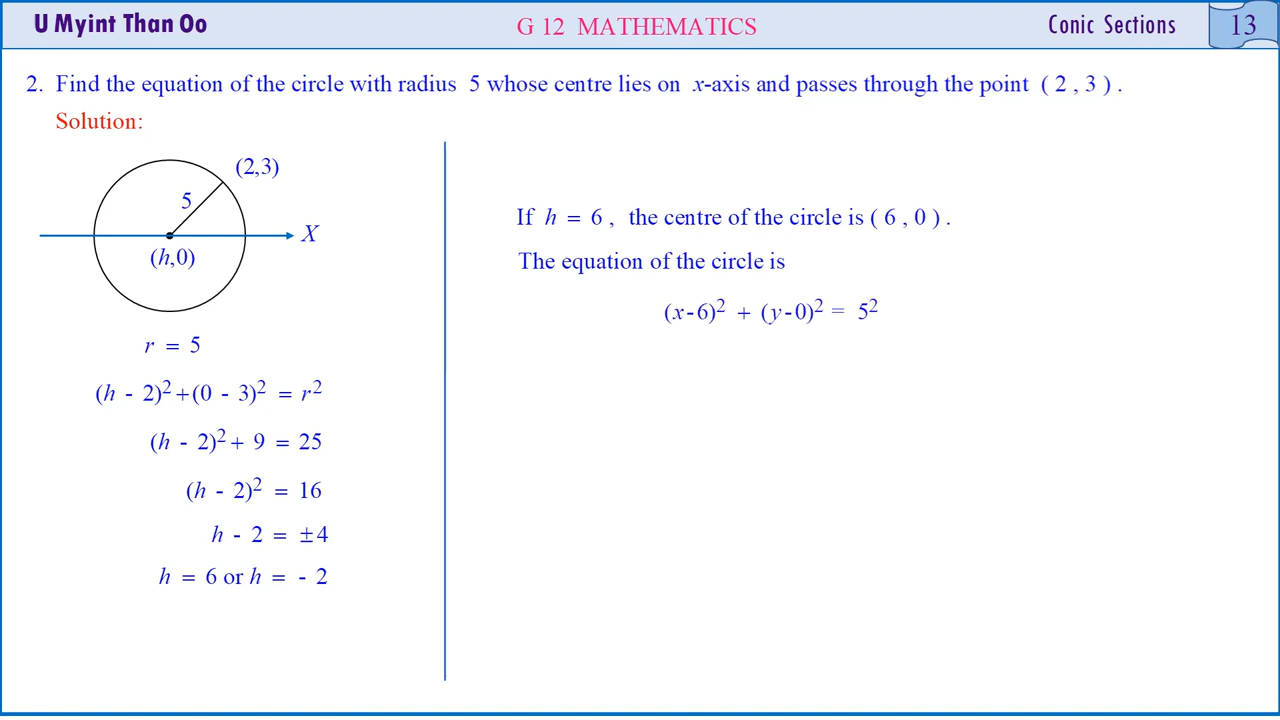 U Myint Than Oo
G 12 MATHEMATICS
Conic Sections
13
2. Find the equation of the circle with radius 5 whose centre lies on x-axis and passes through the point ( 2 , 3 ) .
Solution:
(2,3)
5
X
(h,0)
r = 5
(h - 2)² + (0 - 3)² = r²
(h - 2)² + 9 = 25
(h - 2)² = 16
h - 2 = ±4
h = 6 or h = - 2
If h = 6 , the centre of the circle is ( 6 , 0 ) .
The equation of the circle is
(x - 6)² + (y - 0)² = 5²